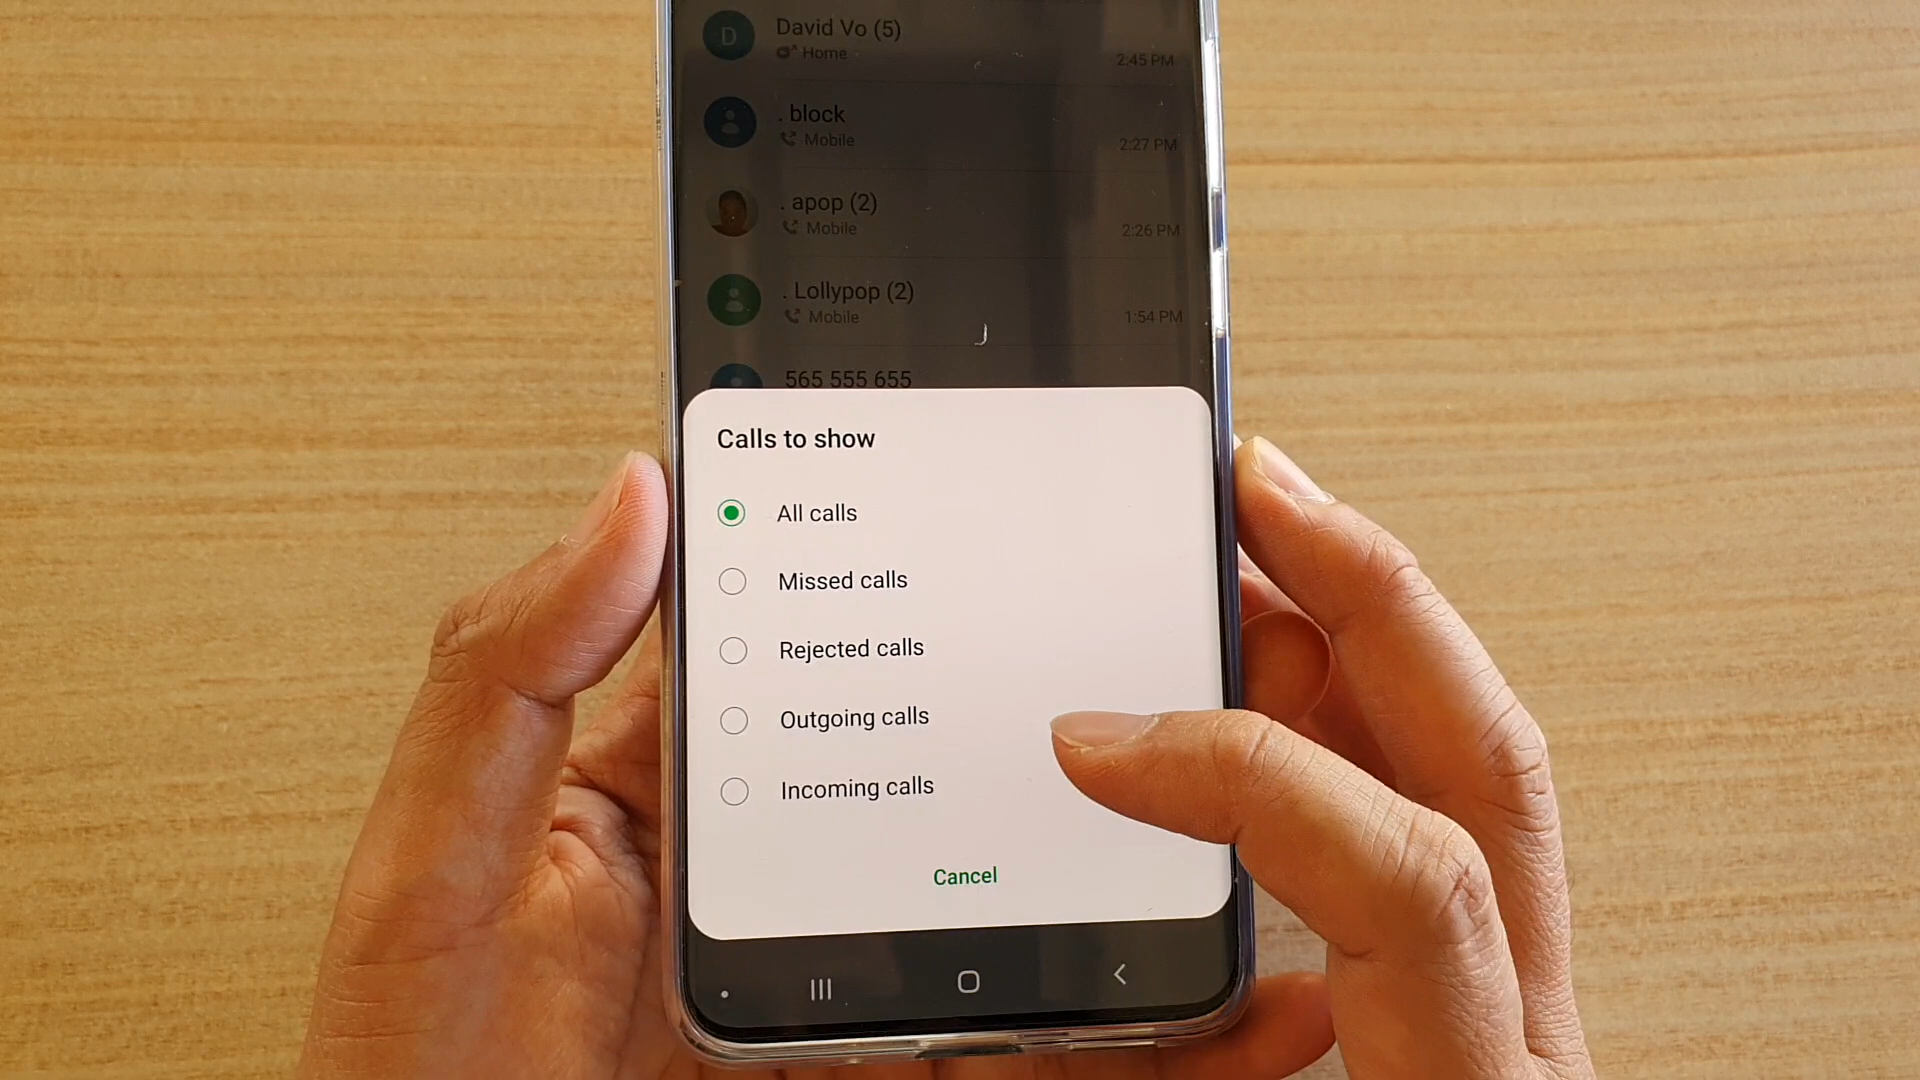 D
David Vo (5)
Home
2:45 PM
. block
Mobile
2:27 PM
. apop (2)
Mobile
2:26 PM
. Lollypop (2)
Mobile
1:54 PM
565 555 655
Calls to show
All calls
Missed calls
Rejected calls
Outgoing calls
Incoming calls
Cancel